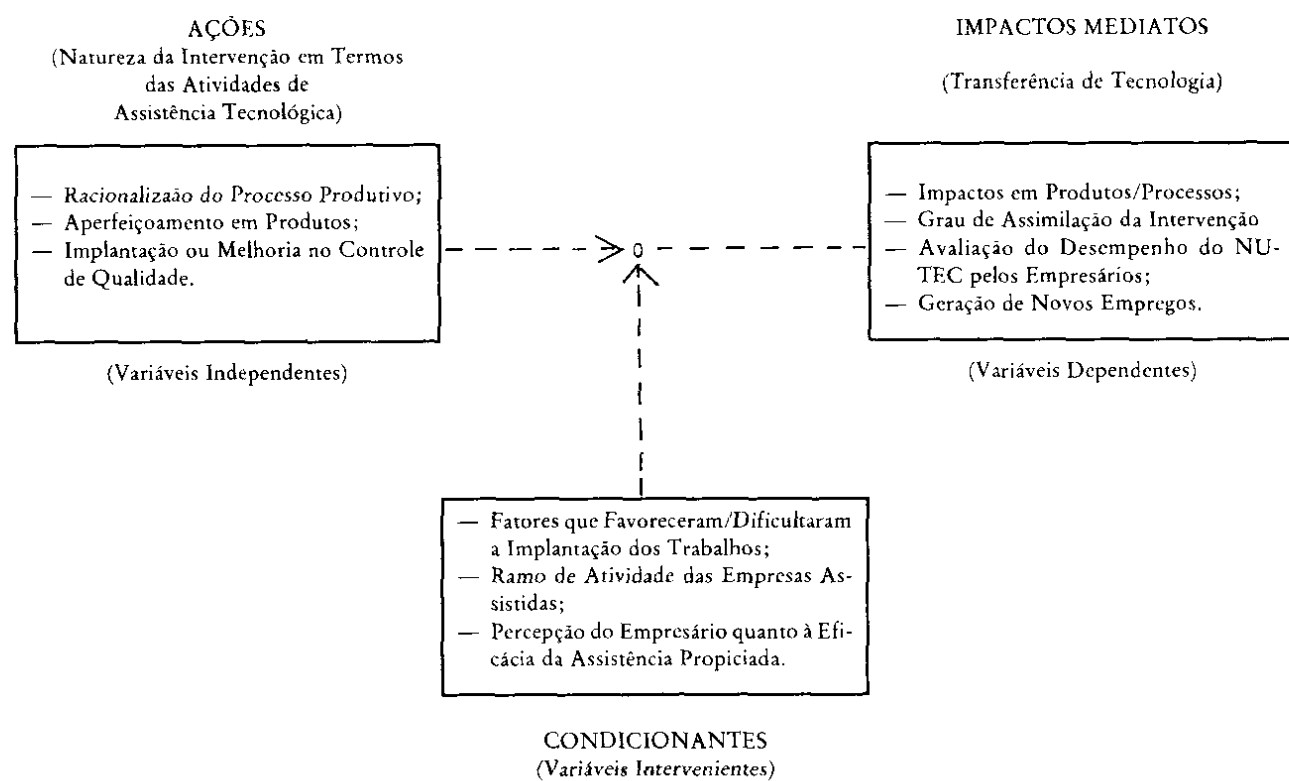 AÇÕES
(Natureza da Intervenção em Termos
das Atividades de
Assistência Tecnológica)
— Racionalizaão do Processo Produtivo;
— Aperfeiçoamento em Produtos;
— Implantação ou Melhoria no Controle
de Qualidade.
(Variáveis Independentes)
0
IMPACTOS MEDIATOS
(Transferência de Tecnologia)
— Impactos em Produtos/Processos;
— Grau de Assimilação da Intervenção
— Avaliação do Desempenho do NU-
TEC pelos Empresários;
— Geração de Novos Empregos.
(Variáveis Dependentes)
— Fatores que Favoreceram/Dificultaram
a Implantação dos Trabalhos;
— Ramo de Atividade das Empresas As-
sistidas;
— Percepção do Empresário quanto à Efi-
cácia da Assistência Propiciada.
CONDICIONANTES
(Variáveis Intervenientes)